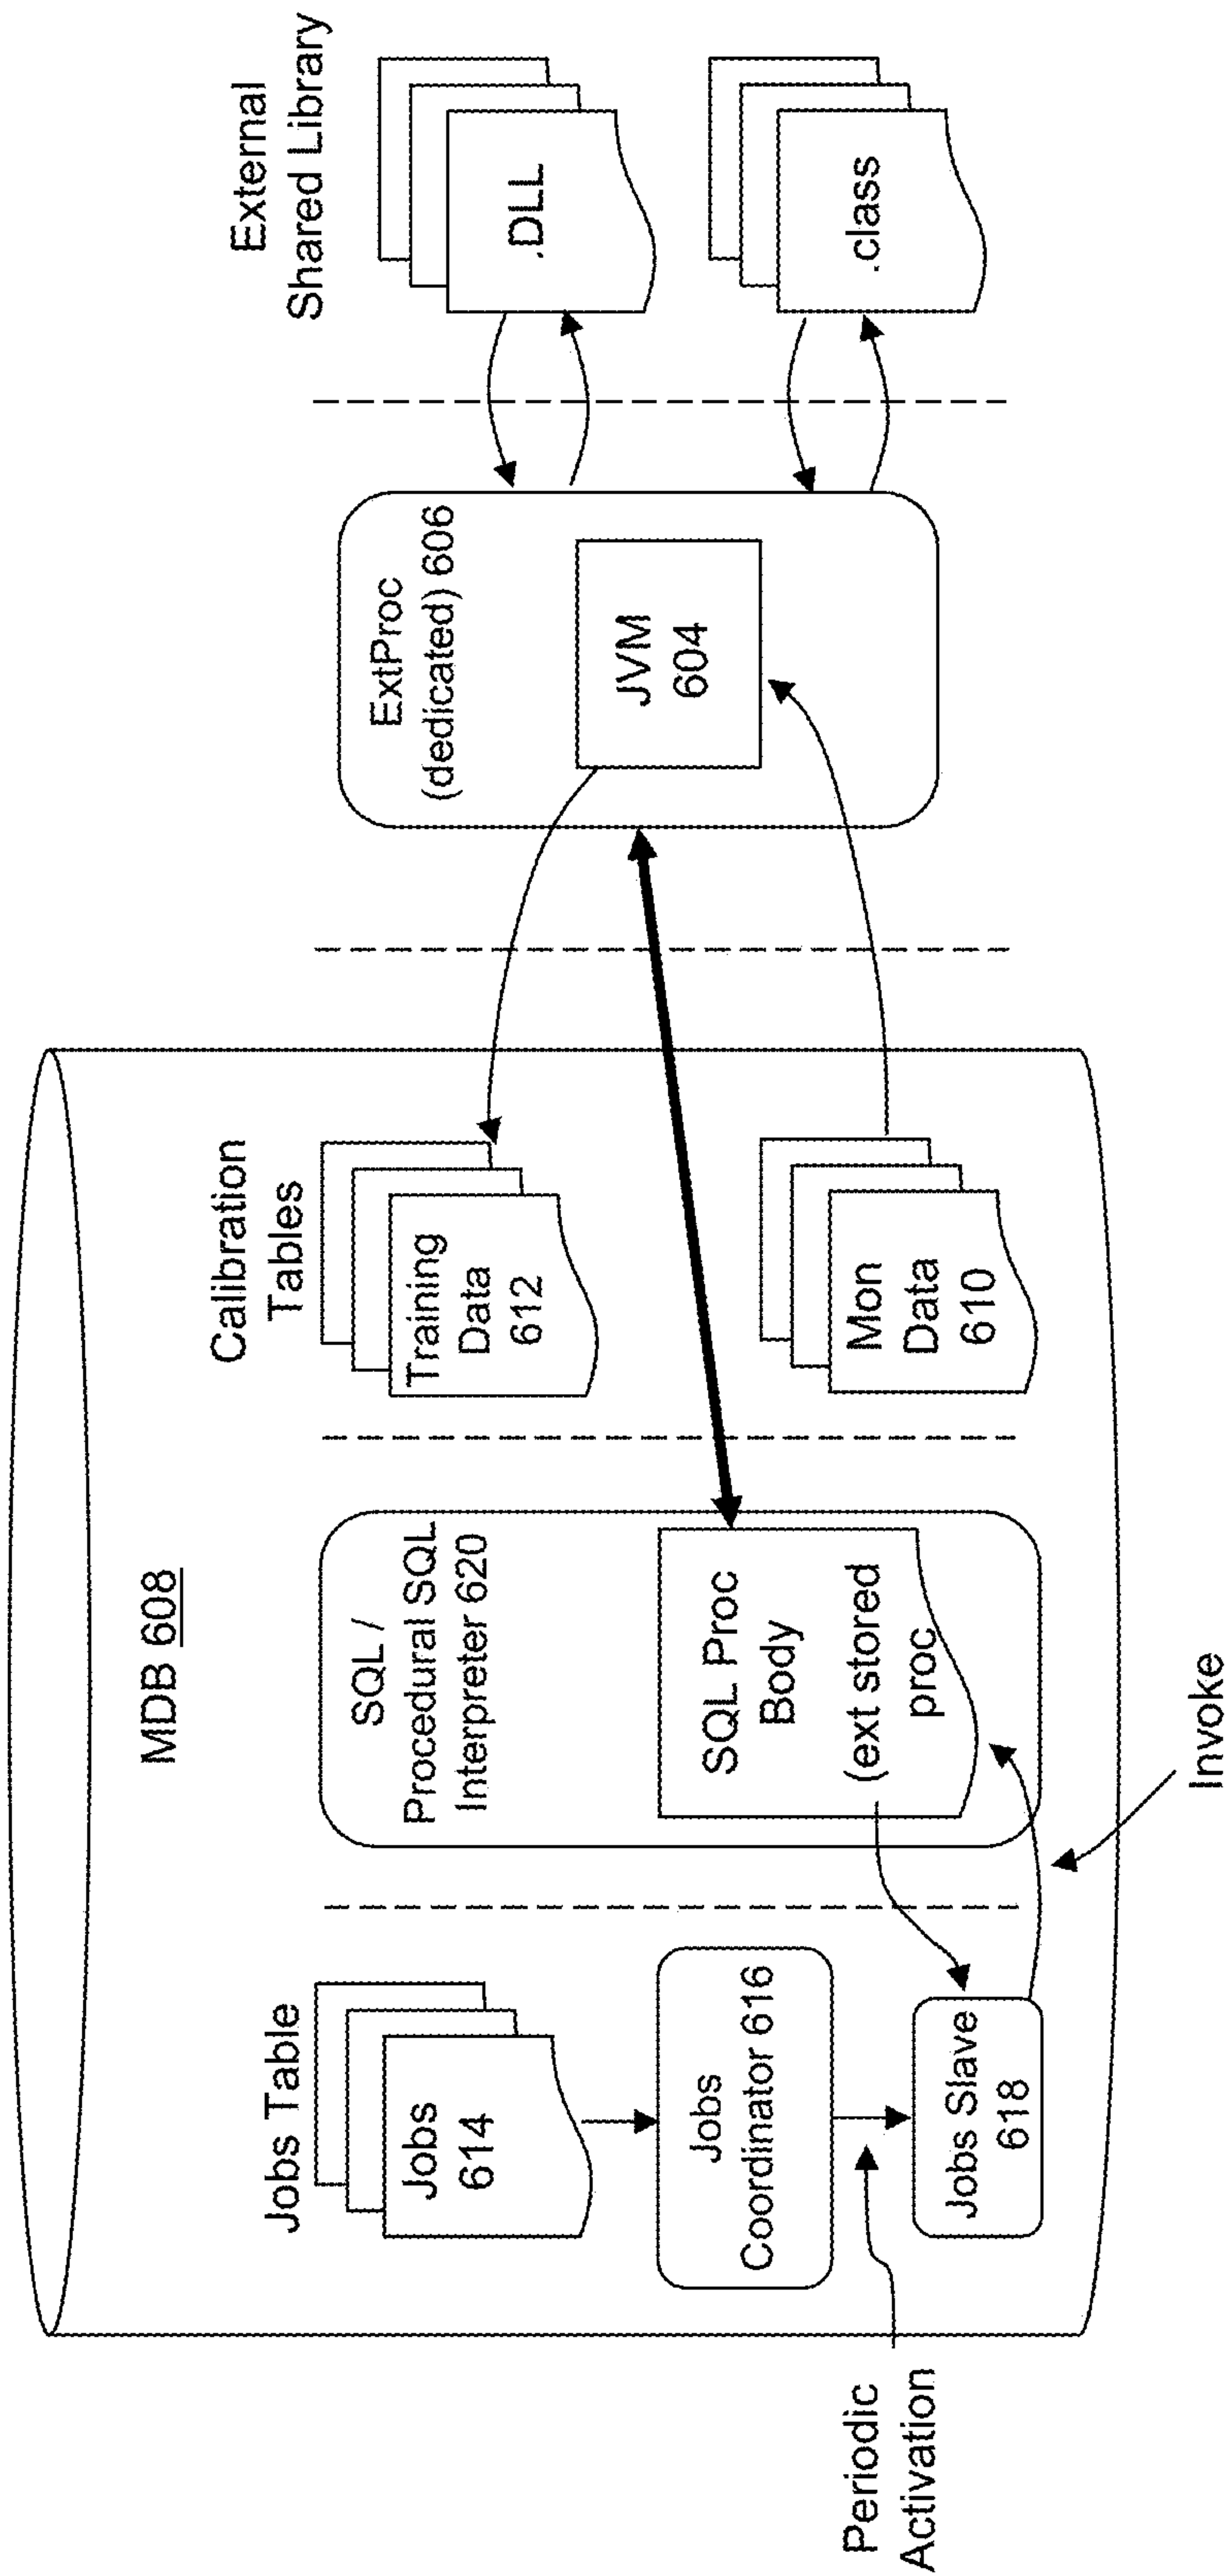 MDB 608
Jobs Table
Jobs
614
Jobs
Coordinator 616
Jobs Slave
618
Periodic
Activation
SQL /
Procedural SQL
Interpreter 620
SQL Proc
Body
(ext stored
proc
Invoke
Calibration
Tables
Training
Data
612
Mon
Data
610
ExtProc
(dedicated) 606
JVM
604
External
Shared Library
.DLL
.class